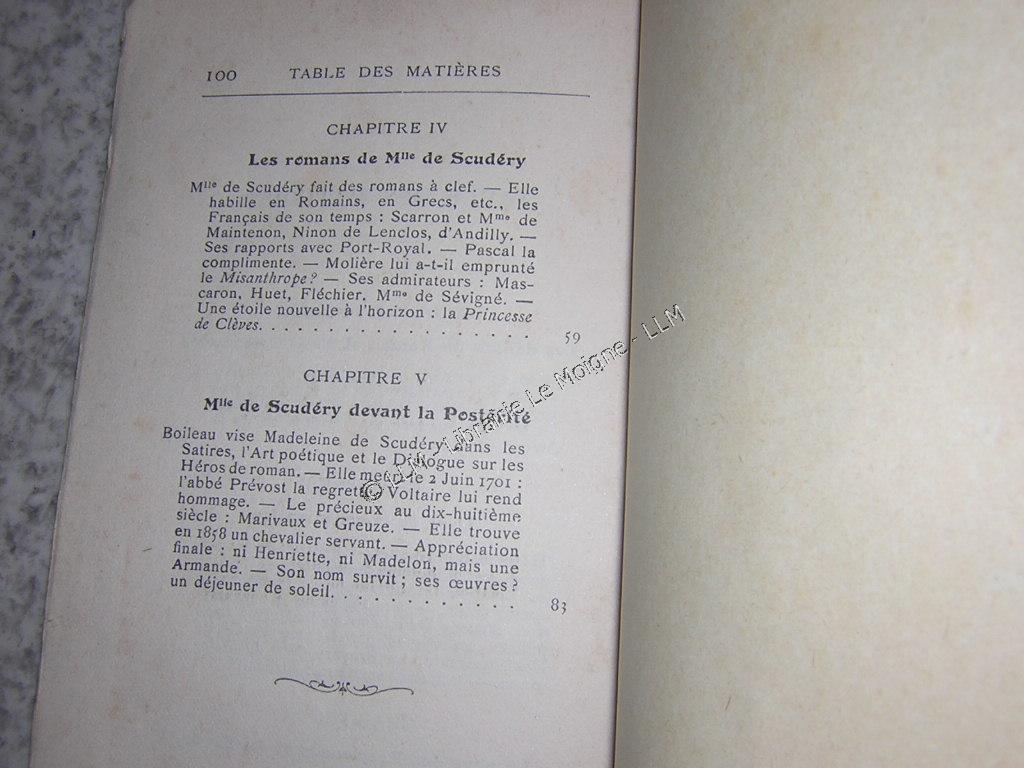 100 TABLE DES MATIÈRES
CHAPITRE IV
Les romans de Mlle de Scudéry
Mlle de Scudéry fait des romans à clef. — Elle
habille en Romains, en Grecs, etc., les
Français de son temps : Scarron et Mme de
Maintenon, Ninon de Lenclos, d'Andilly. —
Ses rapports avec Port-Royal. — Pascal la
complimente. — Molière lui a-t-il emprunté
le Misanthrope? — Ses admirateurs : Mas-
caron, Huet, Fléchier, Mme de Sévigné. —
Une étoile nouvelle à l'horizon : la Princesse
de Clèves. . . . . . . . . . . . . . . . 59
CHAPITRE V
Mlle de Scudéry devant la Postérité
Boileau vise Madeleine de Scudéry dans les
Satires, l'Art poétique et le Dialogue sur les
Héros de roman. — Elle meurt le 2 Juin 1701 :
l'abbé Prévost la regrette, Voltaire lui rend
hommage. — Le précieux au dix-huitième
siècle : Marivaux et Greuze. — Elle trouve
en 1858 un chevalier servant. — Appréciation
finale : ni Henriette, ni Madelon, mais une
Armande. — Son nom survit ; ses œuvres?
un déjeuner de soleil. . . . . . . . . . . . 83
© LLM - Librairie Le Moigne - LLM